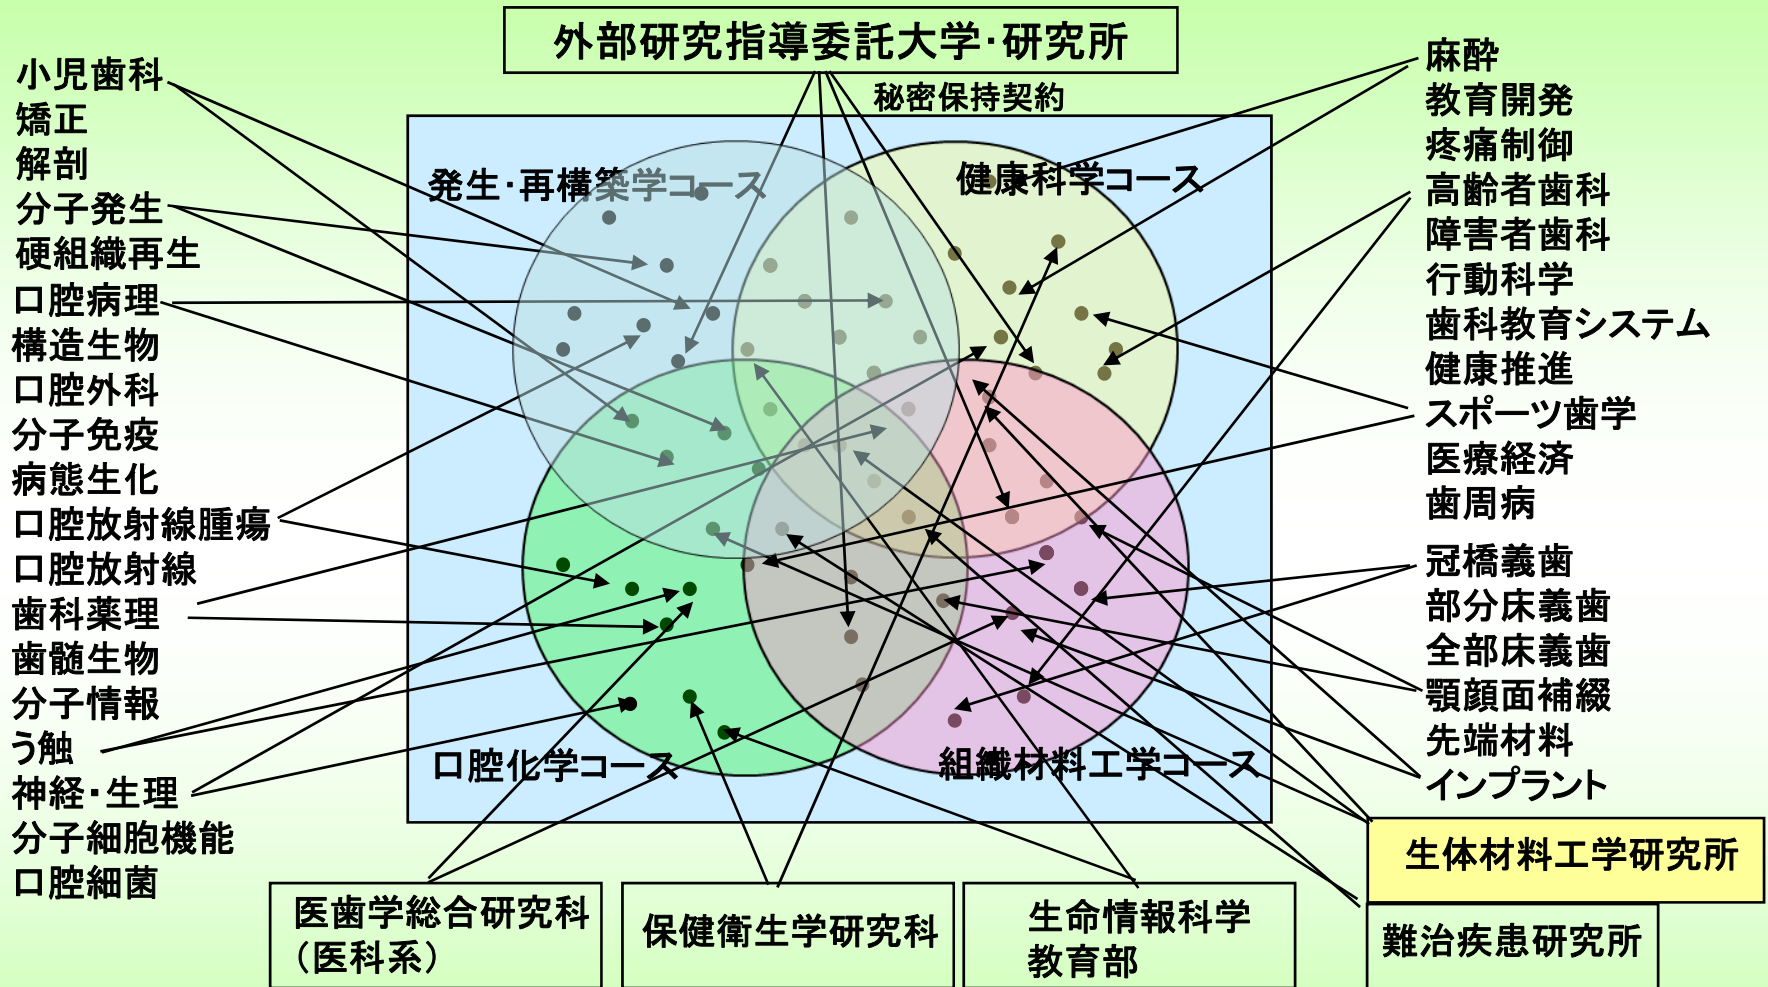 外部研究指導委託大学･研究所
秘密保持契約
小児歯科
矯正
解剖
分子発生
硬組織再生
口腔病理
構造生物
口腔外科
分子免疫
病態生化
口腔放射線腫瘍
口腔放射線
歯科薬理
歯髄生物
分子情報
う触
神経・生理
分子細胞機能
口腔細菌
発生･再構築学コース
健康科学コース
口腔化学コース
組織材料工学コース
麻酔
教育開発
疼痛制御
高齢者歯科
障害者歯科
行動科学
歯科教育システム
健康推進
スポーツ歯学
医療経済
歯周病
冠橋義歯
部分床義歯
全部床義歯
顎顔面補綴
先端材料
インプラント
生体材料工学研究所
難治疾患研究所
医歯学総合研究科
（医科系）
保健衛生学研究科
生命情報科学
教育部